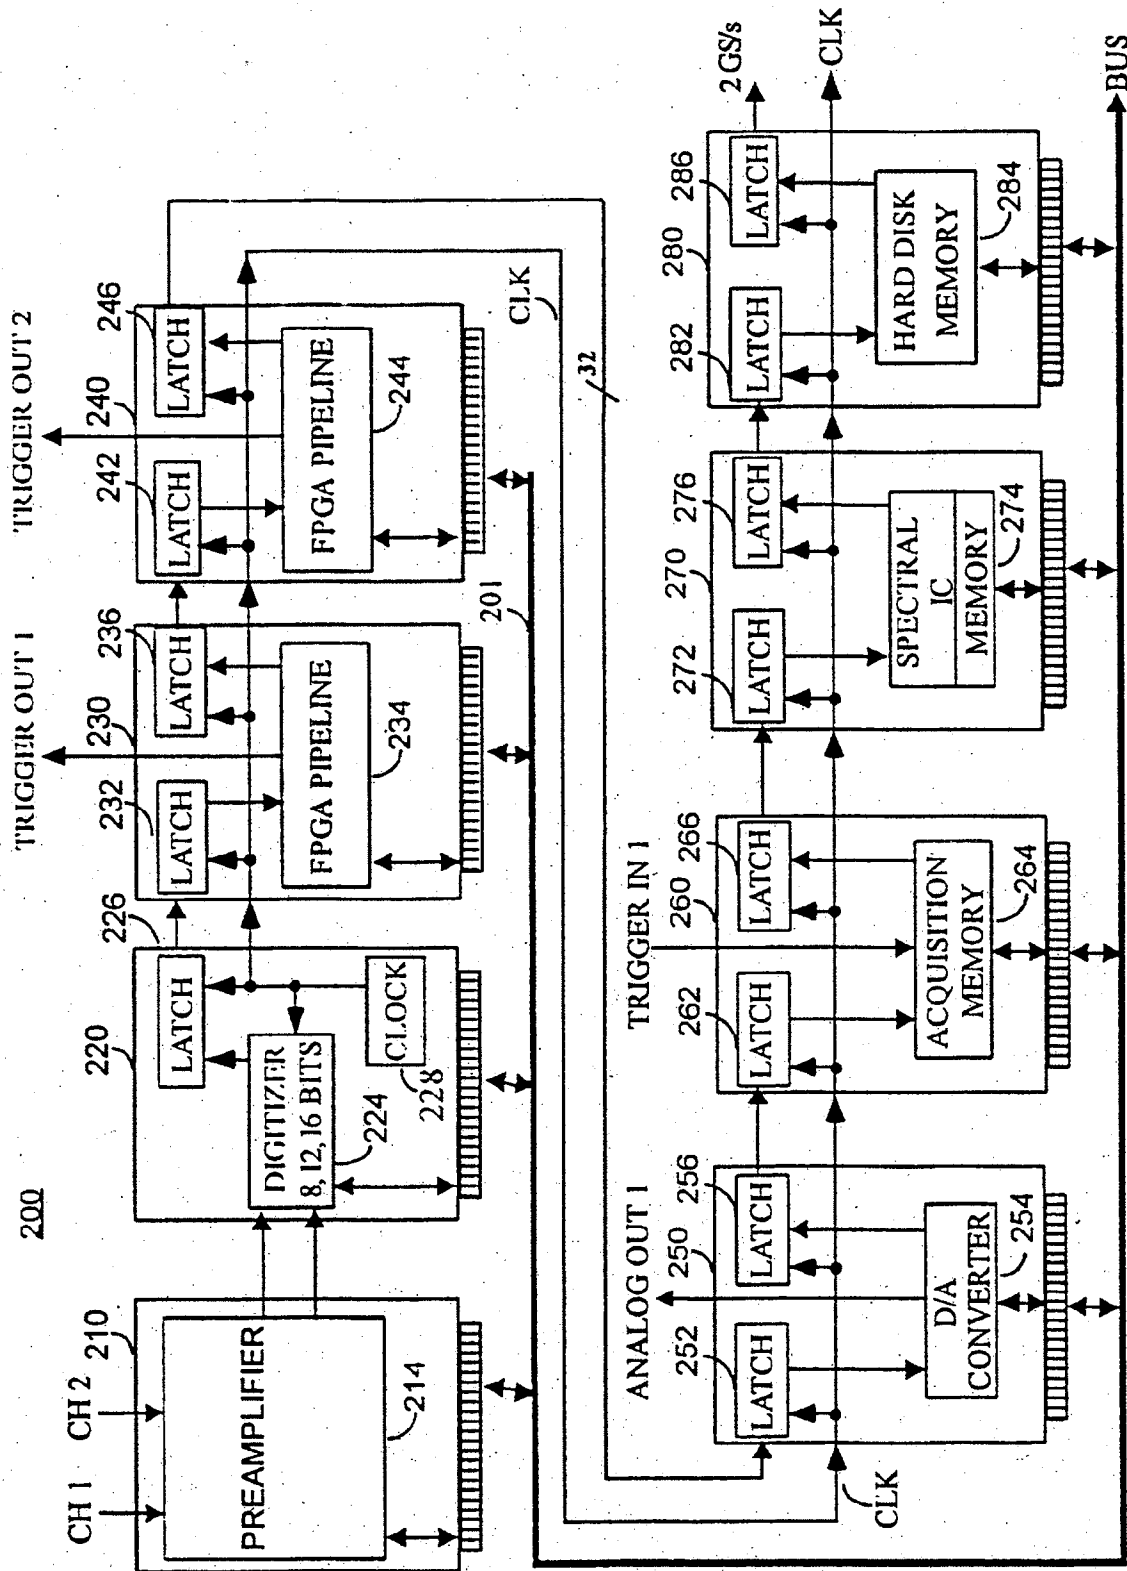 200
CH 1
CH 2
210
PREAMPLIFIER
214
220
LATCH
226
DIGITIZER
8, 12, 16 BITS
224
CLOCK
228
TRIGGER OUT 1
230
232
LATCH
236
LATCH
FPGA PIPELINE
234
201
TRIGGER OUT 2
240
242
LATCH
246
LATCH
FPGA PIPELINE
244
CLK
32
CLK
ANALOG OUT 1
250
252
LATCH
256
LATCH
D/A
CONVERTER
254
TRIGGER IN 1
260
262
LATCH
266
LATCH
ACQUISITION
MEMORY
264
270
272
LATCH
276
LATCH
SPECTRAL
IC
MEMORY
274
280
282
LATCH
286
LATCH
HARD DISK
MEMORY
284
2 GS/s
CLK
BUS